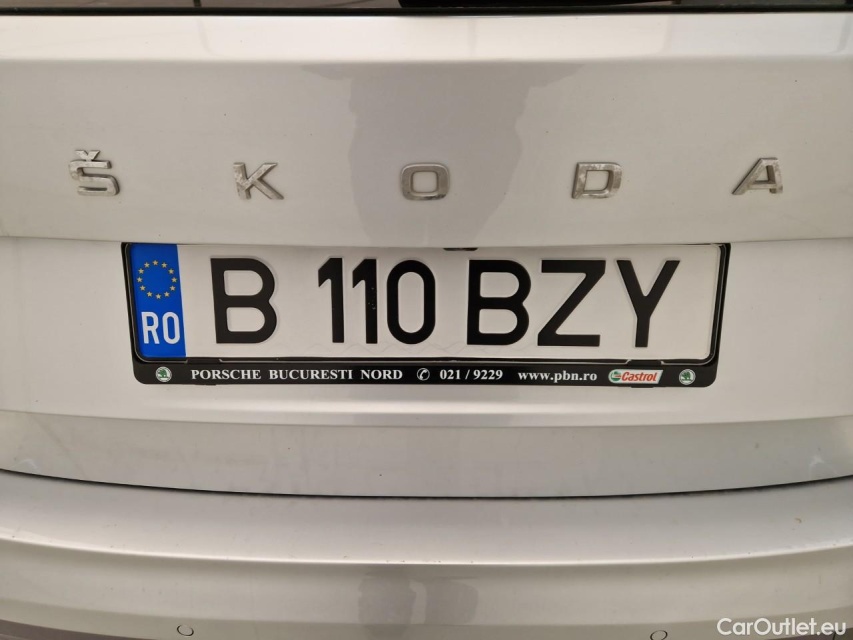 ŠKODA
RO B 110 BZY
PORSCHE BUCURESTI NORD ✆ 021 / 9229 www.pbn.ro Castrol
CarOutlet.eu